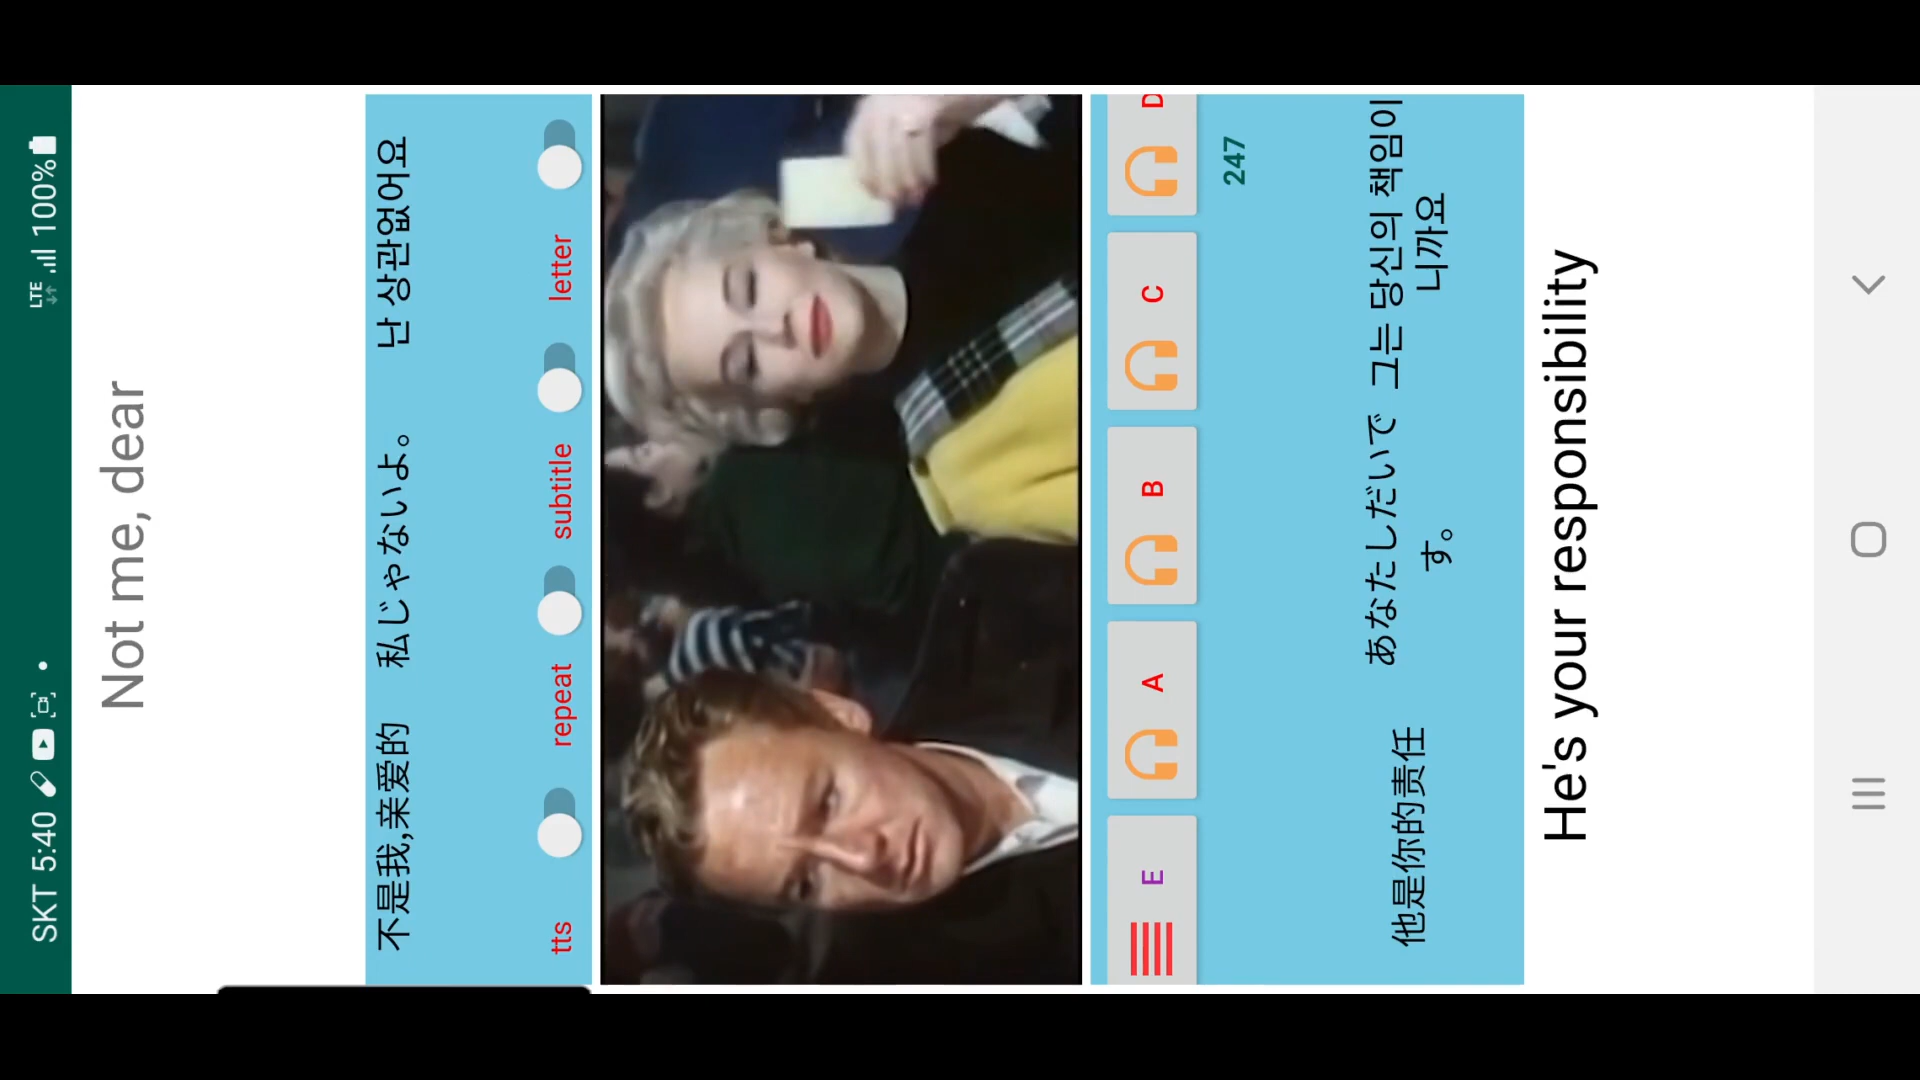 SKT 5:40 LTE 100%
Not me, dear
不是我,亲爱的 私じゃないよ。 난 상관없어요
tts repeat subtitle letter
E A B C D
247
他是你的责任 あなたしだいで 그는 당신의 책임이
す。 니까요
He's your responsibility